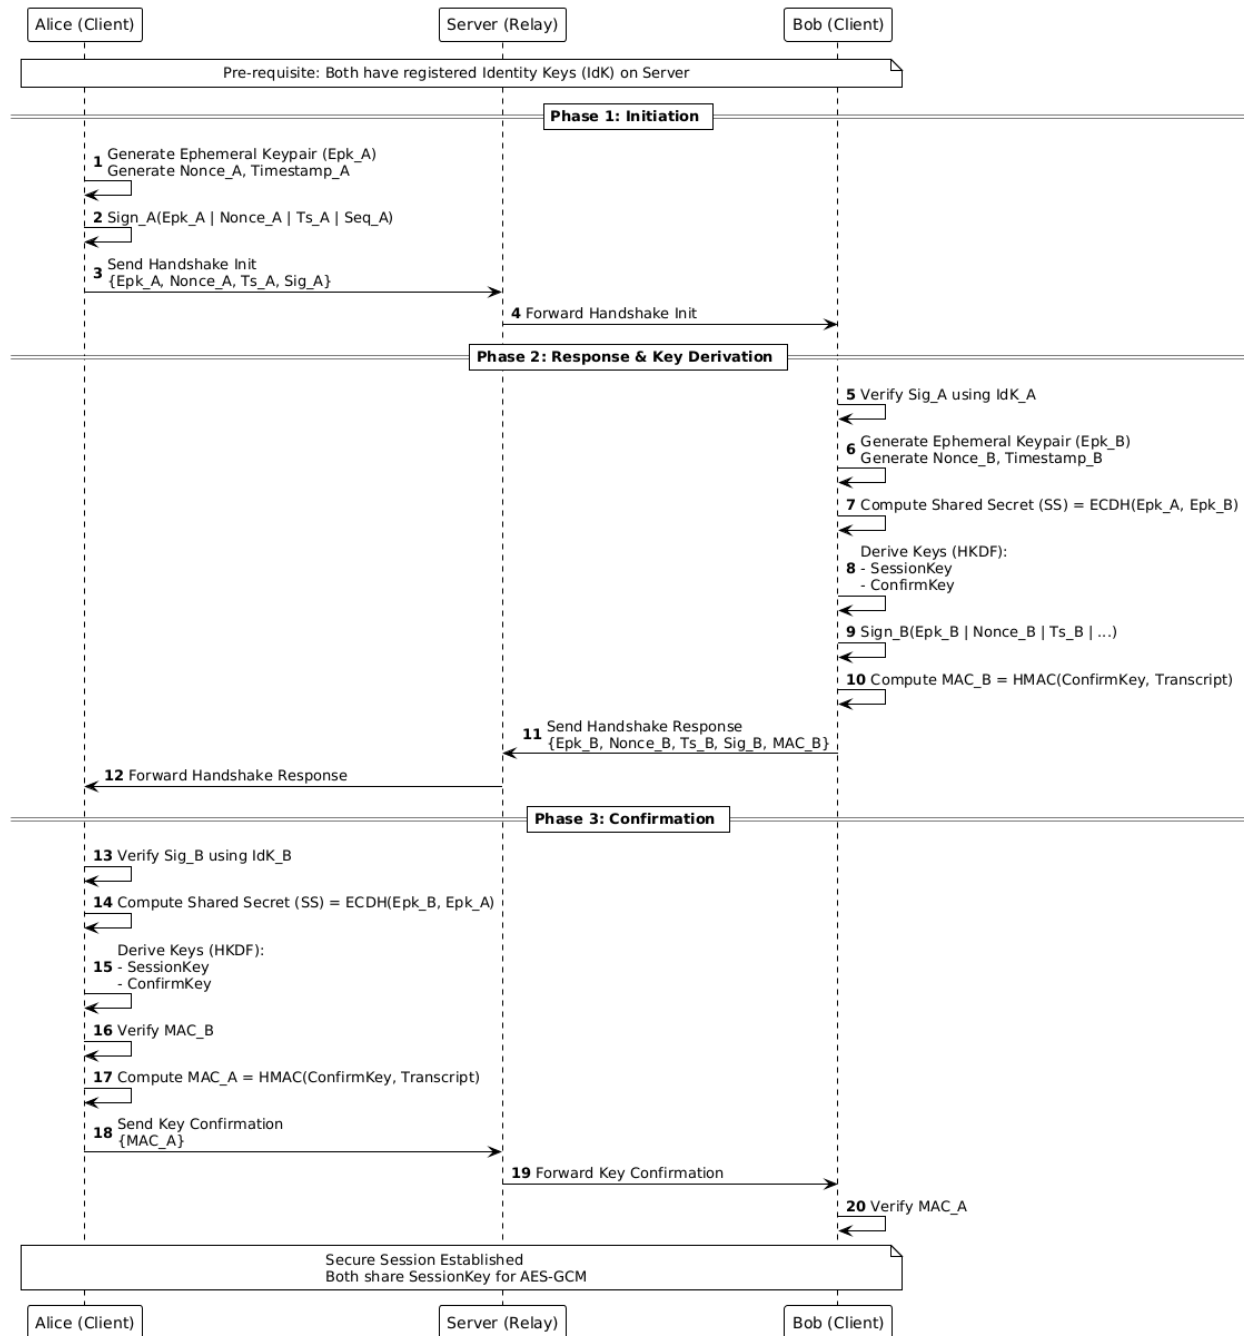 Alice (Client)
Server (Relay)
Bob (Client)
Pre-requisite: Both have registered Identity Keys (IdK) on Server
Phase 1: Initiation
1 Generate Ephemeral Keypair (Epk_A)
Generate Nonce_A, Timestamp_A
2 Sign_A(Epk_A | Nonce_A | Ts_A | Seq_A)
3 Send Handshake Init
{Epk_A, Nonce_A, Ts_A, Sig_A}
4 Forward Handshake Init
Phase 2: Response & Key Derivation
5 Verify Sig_A using IdK_A
6 Generate Ephemeral Keypair (Epk_B)
Generate Nonce_B, Timestamp_B
7 Compute Shared Secret (SS) = ECDH(Epk_A, Epk_B)
Derive Keys (HKDF):
8 - SessionKey
- ConfirmKey
9 Sign_B(Epk_B | Nonce_B | Ts_B | ...)
10 Compute MAC_B = HMAC(ConfirmKey, Transcript)
11 Send Handshake Response
{Epk_B, Nonce_B, Ts_B, Sig_B, MAC_B}
12 Forward Handshake Response
Phase 3: Confirmation
13 Verify Sig_B using IdK_B
14 Compute Shared Secret (SS) = ECDH(Epk_B, Epk_A)
Derive Keys (HKDF):
15 - SessionKey
- ConfirmKey
16 Verify MAC_B
17 Compute MAC_A = HMAC(ConfirmKey, Transcript)
18 Send Key Confirmation
{MAC_A}
19 Forward Key Confirmation
20 Verify MAC_A
Secure Session Established
Both share SessionKey for AES-GCM
Alice (Client)
Server (Relay)
Bob (Client)